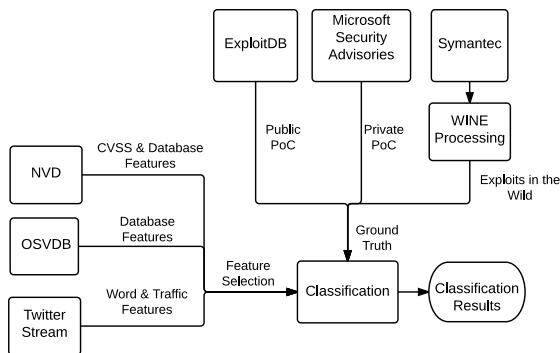 ExploitDB
Microsoft
Security
Advisories
Symantec
WINE
Processing
Public
PoC
Private
PoC
Exploits in the
Wild
CVSS & Database
Features
NVD
Database
Features
OSVDB
Ground
Truth
Feature
Selection
Classification
Classification
Results
Word & Traffic
Features
Twitter
Stream